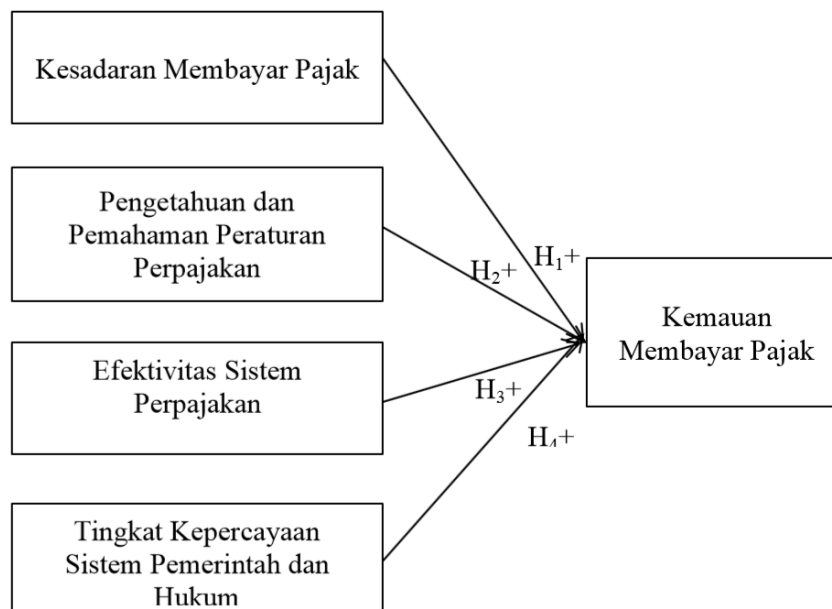 Kesadaran Membayar Pajak
Pengetahuan dan
Pemahaman Peraturan
Perpajakan
H₁+
H₂+
Kemauan
Membayar Pajak
Efektivitas Sistem
Perpajakan
H₃+
H₄+
Tingkat Kepercayaan
Sistem Pemerintah dan
Hukum